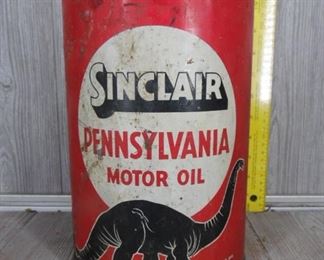 SINCLAIR
PENNSYLVANIA
MOTOR OIL